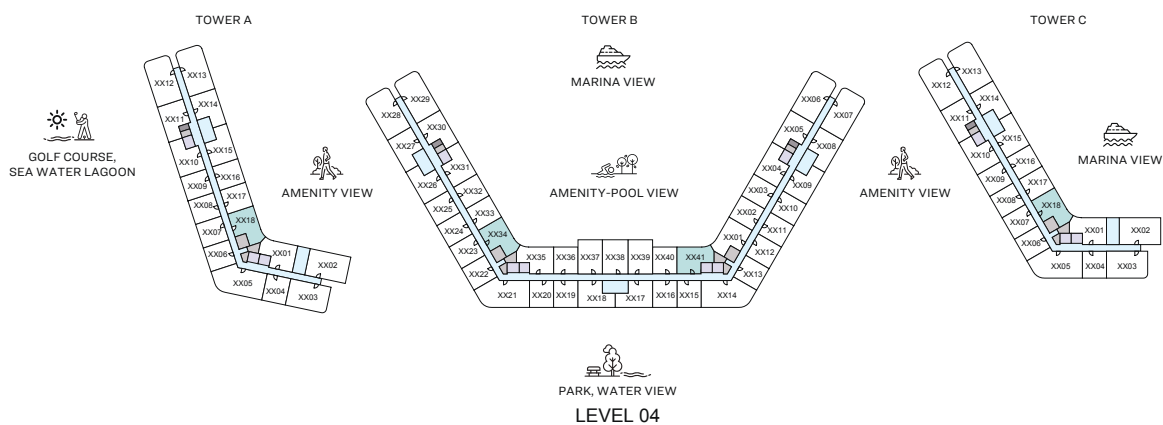 TOWER A
TOWER B
TOWER C
MARINA VIEW
GOLF COURSE,
SEA WATER LAGOON
AMENITY VIEW
AMENITY-POOL VIEW
AMENITY VIEW
MARINA VIEW
XX12
XX13
XX11
XX14
XX10
XX15
XX09
XX16
XX08
XX17
XX07
XX18
XX06
XX01
XX02
XX05
XX04
XX03
XX29
XX28
XX30
XX27
XX31
XX26
XX32
XX25
XX33
XX24
XX34
XX23
XX22
XX35
XX36
XX37
XX38
XX39
XX40
XX41
XX21
XX20
XX19
XX18
XX17
XX16
XX15
XX14
XX06
XX07
XX05
XX08
XX04
XX09
XX03
XX10
XX02
XX11
XX01
XX12
XX13
XX13
XX12
XX14
XX11
XX15
XX10
XX16
XX09
XX17
XX08
XX18
XX07
XX06
XX01
XX02
XX05
XX04
XX03
PARK, WATER VIEW
LEVEL 04